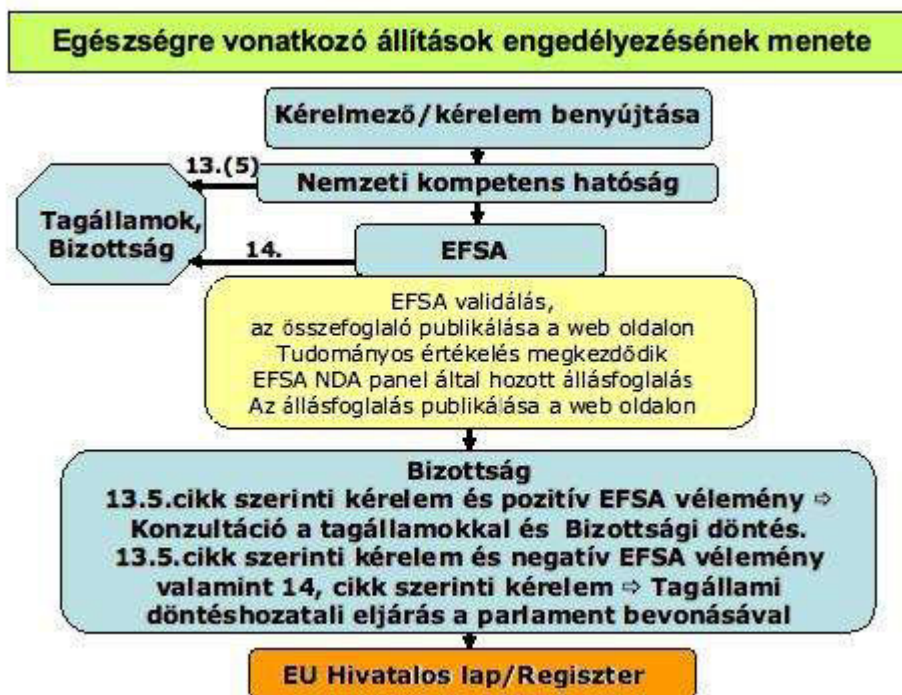 Egészségre vonatkozó állítások engedélyezésének menete
Kérelmező/kérelem benyújtása
13.(5)
Nemzeti kompetens hatóság
Tagállamok,
Bizottság
14.
EFSA
EFSA validálás,
az összefoglaló publikálása a web oldalon
Tudományos értékelés megkezdődik
EFSA NDA panel által hozott állásfoglalás
Az állásfoglalás publikálása a web oldalon
Bizottság
13.5.cikk szerinti kérelem és pozitív EFSA vélemény ⇨
Konzultáció a tagállamokkal és Bizottsági döntés.
13.5.cikk szerinti kérelem és negatív EFSA vélemény
valamint 14, cikk szerinti kérelem ⇨ Tagállami
döntéshozatali eljárás a parlament bevonásával
EU Hivatalos lap/Regiszter